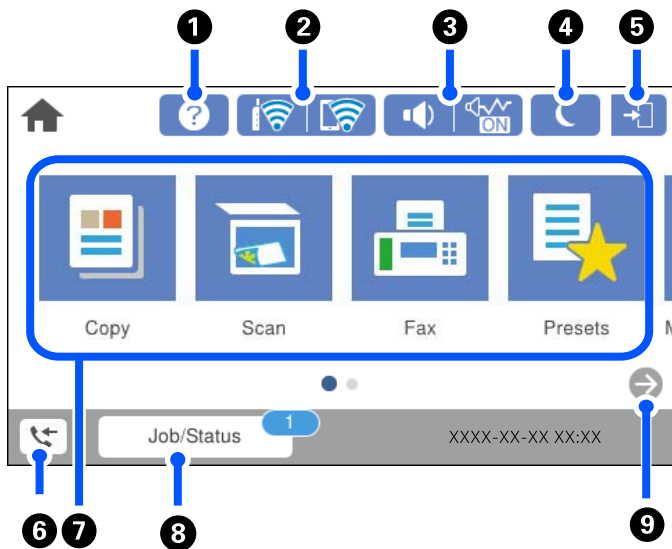 1 2 3 4 5
?
ON
Copy Scan Fax Presets M
1
Job/Status XXXX-XX-XX XX:XX
6 7 8 9